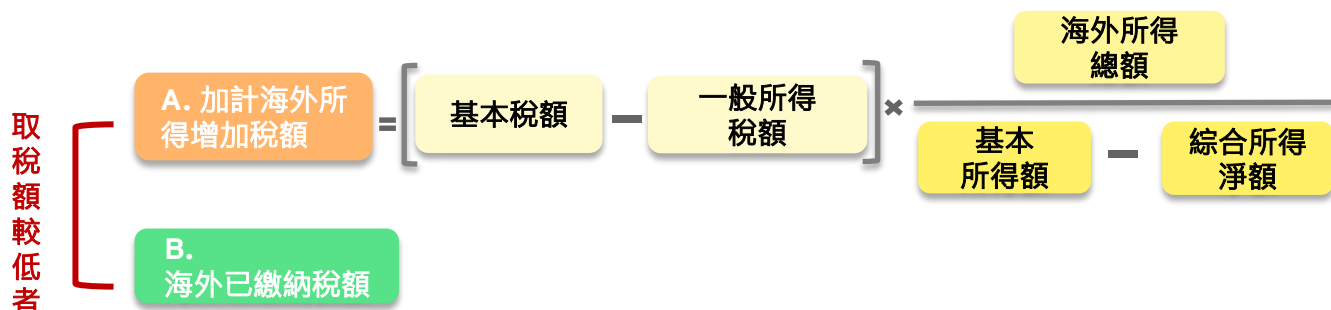 取
稅
額
較
低
者
A. 加計海外所
得增加稅額
=
[
基本稅額
−
一般所得
稅額
]
×
海外所得
總額
基本
所得額
−
綜合所得
淨額
B.
海外已繳納稅額